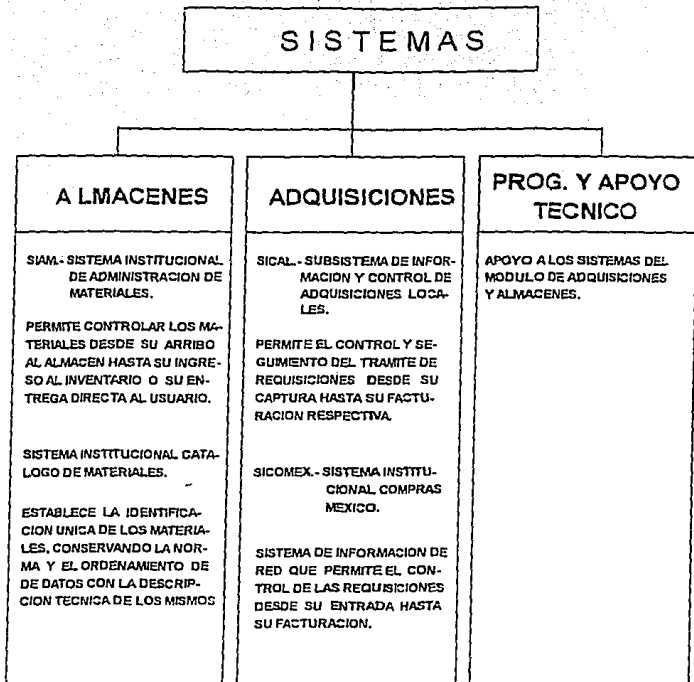 SISTEMAS
ALMACENES
SIAM.- SISTEMA INSTITUCIONAL
DE ADMINISTRACION DE
MATERIALES.
PERMITE CONTROLAR LOS MA-
TERIALES DESDE SU ARRIBO
AL ALMACEN HASTA SU INGRE-
SO AL INVENTARIO O SU EN-
TREGA DIRECTA AL USUARIO.
SISTEMA INSTITUCIONAL CATA-
LOGO DE MATERIALES.
ESTABLECE LA IDENTIFICA-
CION UNICA DE LOS MATERIA-
LES, CONSERVANDO LA NOR-
MA Y EL ORDENAMIENTO DE
DE DATOS CON LA DESCRIP-
CION TECNICA DE LOS MISMOS
ADQUISICIONES
SICAL.- SUBSISTEMA DE INFOR-
MACION Y CONTROL DE
ADQUISICIONES LOCA-
LES.
PERMITE EL CONTROL Y SE-
GUIMIENTO DEL TRAMITE DE
REQUISICIONES DESDE SU
CAPTURA HASTA SU FACTU-
RACION RESPECTIVA.
SICOMEX.- SISTEMA INSTITU-
CIONAL COMPRAS
MEXICO.
SISTEMA DE INFORMACION DE
RED QUE PERMITE EL CON-
TROL DE LAS REQUISICIONES
DESDE SU ENTRADA HASTA
SU FACTURACION.
PROG. Y APOYO
TECNICO
APOYO A LOS SISTEMAS DEL
MODULO DE ADQUISICIONES
Y ALMACENES.